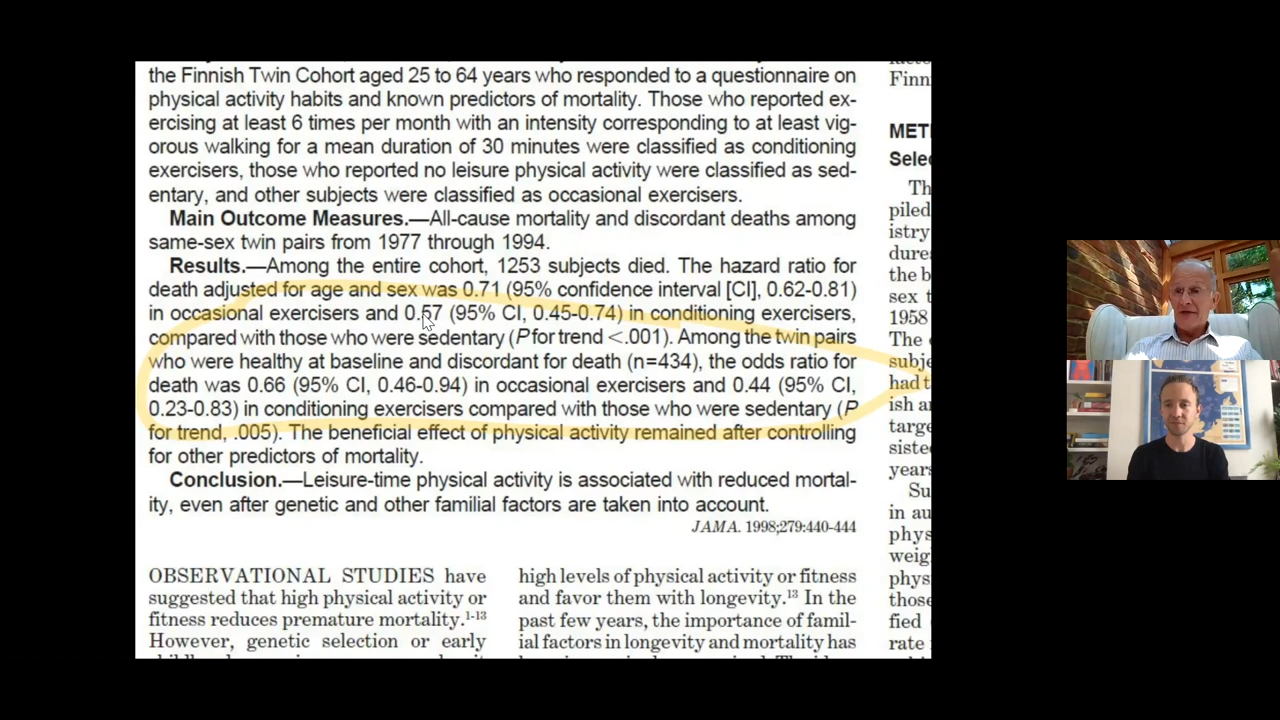 the Finnish Twin Cohort aged 25 to 64 years who responded to a questionnaire on
physical activity habits and known predictors of mortality. Those who reported ex-
ercising at least 6 times per month with an intensity corresponding to at least vig-
orous walking for a mean duration of 30 minutes were classified as conditioning
exercisers, those who reported no leisure physical activity were classified as sed-
entary, and other subjects were classified as occasional exercisers.
Main Outcome Measures.—All-cause mortality and discordant deaths among
same-sex twin pairs from 1977 through 1994.
Results.—Among the entire cohort, 1253 subjects died. The hazard ratio for
death adjusted for age and sex was 0.71 (95% confidence interval [CI], 0.62-0.81)
in occasional exercisers and 0.57 (95% CI, 0.45-0.74) in conditioning exercisers,
compared with those who were sedentary (P for trend <.001). Among the twin pairs
who were healthy at baseline and discordant for death (n=434), the odds ratio for
death was 0.66 (95% CI, 0.46-0.94) in occasional exercisers and 0.44 (95% CI,
0.23-0.83) in conditioning exercisers compared with those who were sedentary (P
for trend, .005). The beneficial effect of physical activity remained after controlling
for other predictors of mortality.
Conclusion.—Leisure-time physical activity is associated with reduced mortal-
ity, even after genetic and other familial factors are taken into account.
JAMA. 1998;279:440-444
OBSERVATIONAL STUDIES have
suggested that high physical activity or
fitness reduces premature mortality.1-13
However, genetic selection or early
high levels of physical activity or fitness
and favor them with longevity.13 In the
past few years, the importance of famil-
ial factors in longevity and mortality has
Finn
METH
Selec
Th
piled
istry
dures
the b
sex t
1958
The
subje
had t
ish a
targe
siste
years
Su
in au
phys
weig
phys
those
fied
rate